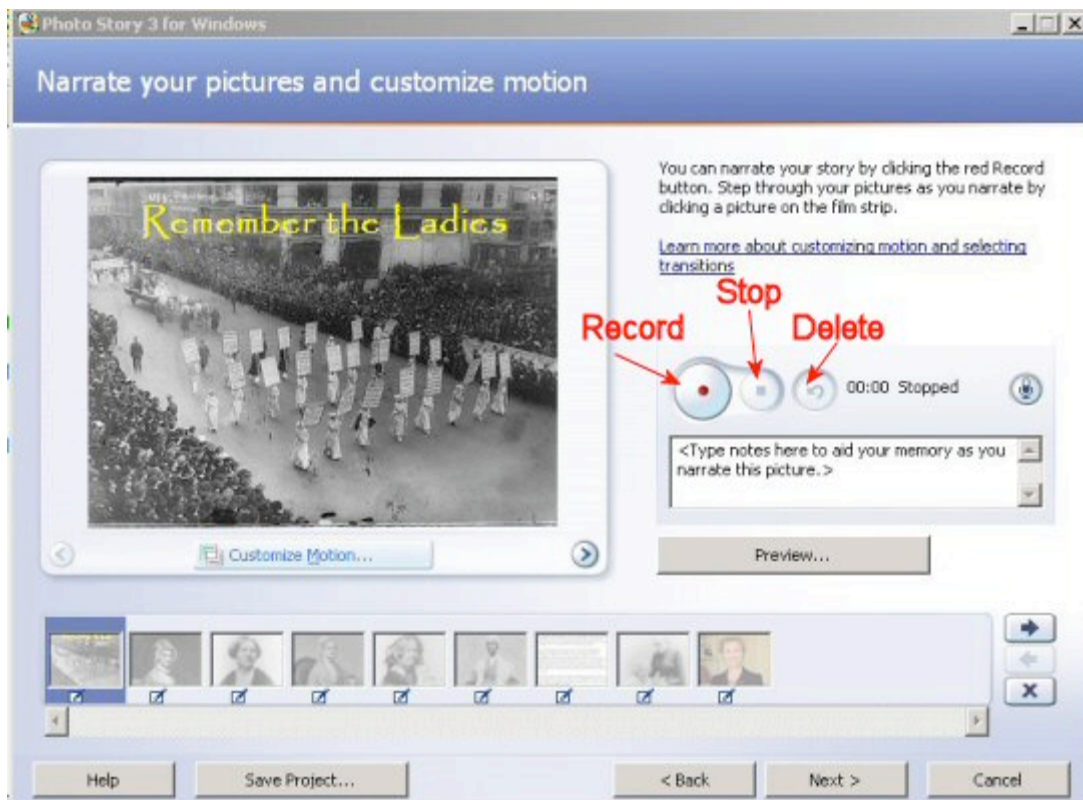 Photo Story 3 for Windows
Narrate your pictures and customize motion
Remember the Ladies
You can narrate your story by clicking the red Record
button. Step through your pictures as you narrate by
clicking a picture on the film strip.
Learn more about customizing motion and selecting
transitions
Stop
Record
Delete
00:00 Stopped
<Type notes here to aid your memory as you
narrate this picture.>
Customize Motion...
Preview...
Help
Save Project...
< Back
Next >
Cancel